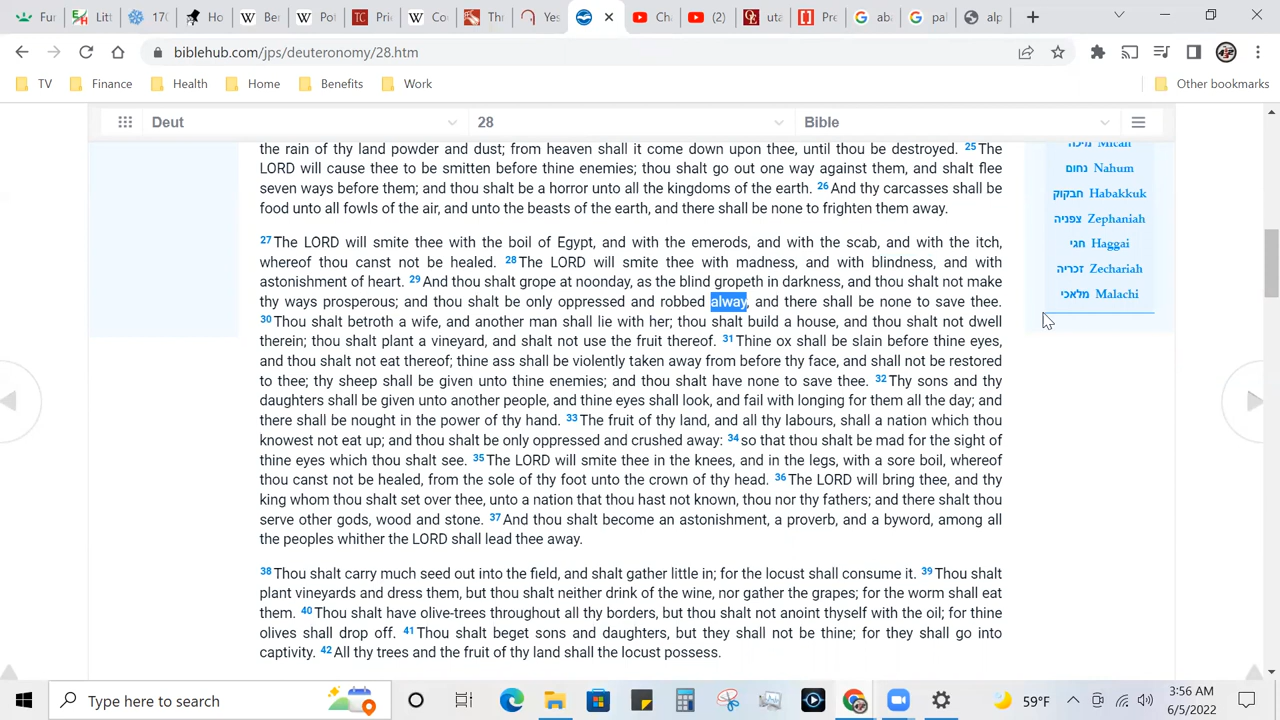 Fu
Litt
170
Ho
Be
Po
Pri
Co
Th
Yes
Ch
(2)
uta
Pre
aba
pal
alp
biblehub.com/jps/deuteronomy/28.htm
TV Finance Health Home Benefits Work Other bookmarks
Deut 28 Bible
the rain of thy land powder and dust; from heaven shall it come down upon thee, until thou be destroyed. 25 The
LORD will cause thee to be smitten before thine enemies; thou shalt go out one way against them, and shalt flee
seven ways before them; and thou shalt be a horror unto all the kingdoms of the earth. 26 And thy carcasses shall be
food unto all fowls of the air, and unto the beasts of the earth, and there shall be none to frighten them away.
27 The LORD will smite thee with the boil of Egypt, and with the emerods, and with the scab, and with the itch,
whereof thou canst not be healed. 28 The LORD will smite thee with madness, and with blindness, and with
astonishment of heart. 29 And thou shalt grope at noonday, as the blind gropeth in darkness, and thou shalt not make
thy ways prosperous; and thou shalt be only oppressed and robbed alway, and there shall be none to save thee.
30 Thou shalt betroth a wife, and another man shall lie with her; thou shalt build a house, and thou shalt not dwell
therein; thou shalt plant a vineyard, and shalt not use the fruit thereof. 31 Thine ox shall be slain before thine eyes,
and thou shalt not eat thereof; thine ass shall be violently taken away from before thy face, and shall not be restored
to thee; thy sheep shall be given unto thine enemies; and thou shalt have none to save thee. 32 Thy sons and thy
daughters shall be given unto another people, and thine eyes shall look, and fail with longing for them all the day; and
there shall be nought in the power of thy hand. 33 The fruit of thy land, and all thy labours, shall a nation which thou
knowest not eat up; and thou shalt be only oppressed and crushed away: 34 so that thou shalt be mad for the sight of
thine eyes which thou shalt see. 35 The LORD will smite thee in the knees, and in the legs, with a sore boil, whereof
thou canst not be healed, from the sole of thy foot unto the crown of thy head. 36 The LORD will bring thee, and thy
king whom thou shalt set over thee, unto a nation that thou hast not known, thou nor thy fathers; and there shalt thou
serve other gods, wood and stone. 37 And thou shalt become an astonishment, a proverb, and a byword, among all
the peoples whither the LORD shall lead thee away.
38 Thou shalt carry much seed out into the field, and shalt gather little in; for the locust shall consume it. 39 Thou shalt
plant vineyards and dress them, but thou shalt neither drink of the wine, nor gather the grapes; for the worm shall eat
them. 40 Thou shalt have olive-trees throughout all thy borders, but thou shalt not anoint thyself with the oil; for thine
olives shall drop off. 41 Thou shalt beget sons and daughters, but they shall not be thine; for they shall go into
captivity. 42 All thy trees and the fruit of thy land shall the locust possess.
מיכה Micah
נחום Nahum
חבקוק Habakkuk
צפניה Zephaniah
חגי Haggai
זכריה Zechariah
מלאכי Malachi
Type here to search
59°F
3:56 AM
6/5/2022